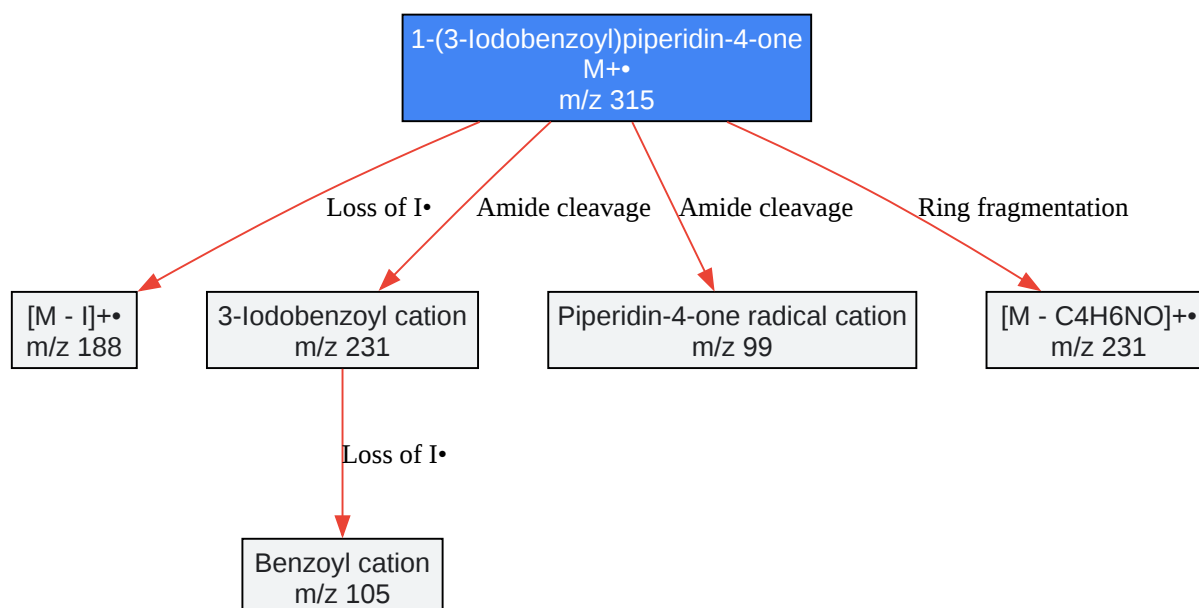 1-(3-Iodobenzoyl)piperidin-4-one
M+•
m/z 315
Loss of I•
Amide cleavage
Amide cleavage
Ring fragmentation
[M - I]+•
m/z 188
3-Iodobenzoyl cation
m/z 231
Piperidin-4-one radical cation
m/z 99
[M - C4H6NO]+•
m/z 231
Loss of I•
Benzoyl cation
m/z 105